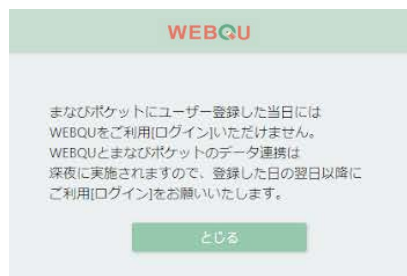 WEBQU
まなびポケットにユーザー登録した当日には
WEBQUをご利用[ログイン]いただけません。
WEBQUとまなびポケットのデータ連携は
深夜に実施されますので、登録した日の翌日以降に
ご利用[ログイン]をお願いいたします。
とじる